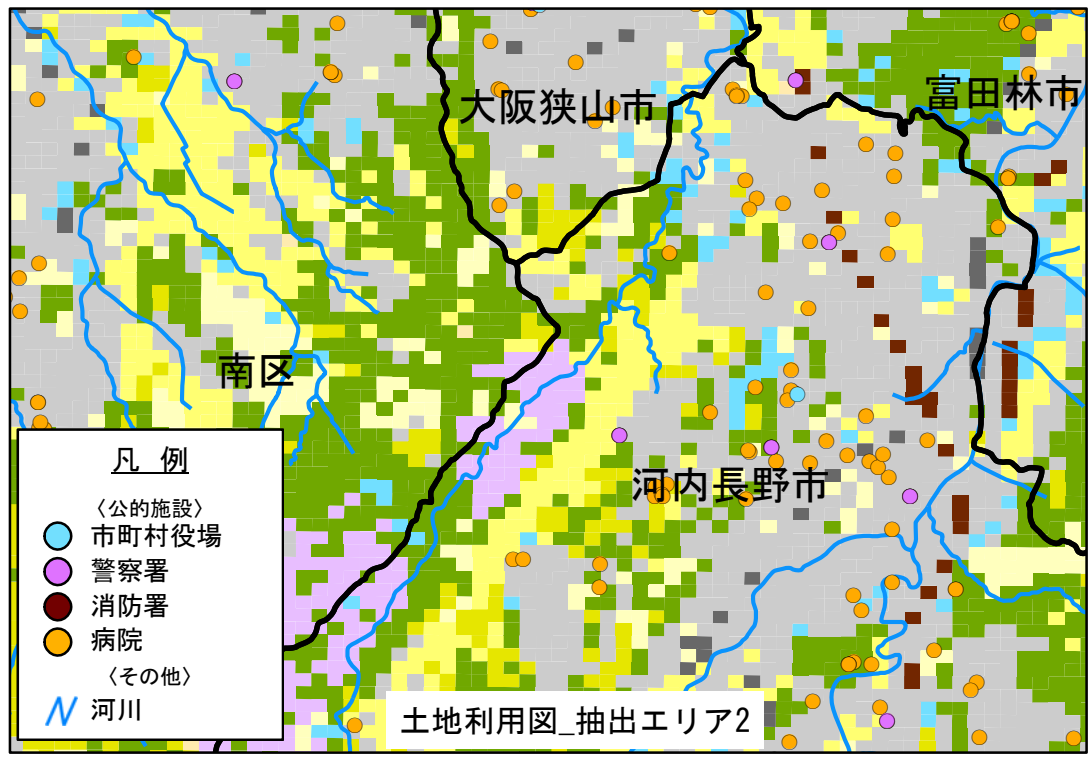 大阪狭山市
富田林市
南区
河内長野市
凡 例
〈公的施設〉
市町村役場
警察署
消防署
病院
〈その他〉
河川
土地利用図_抽出エリア2